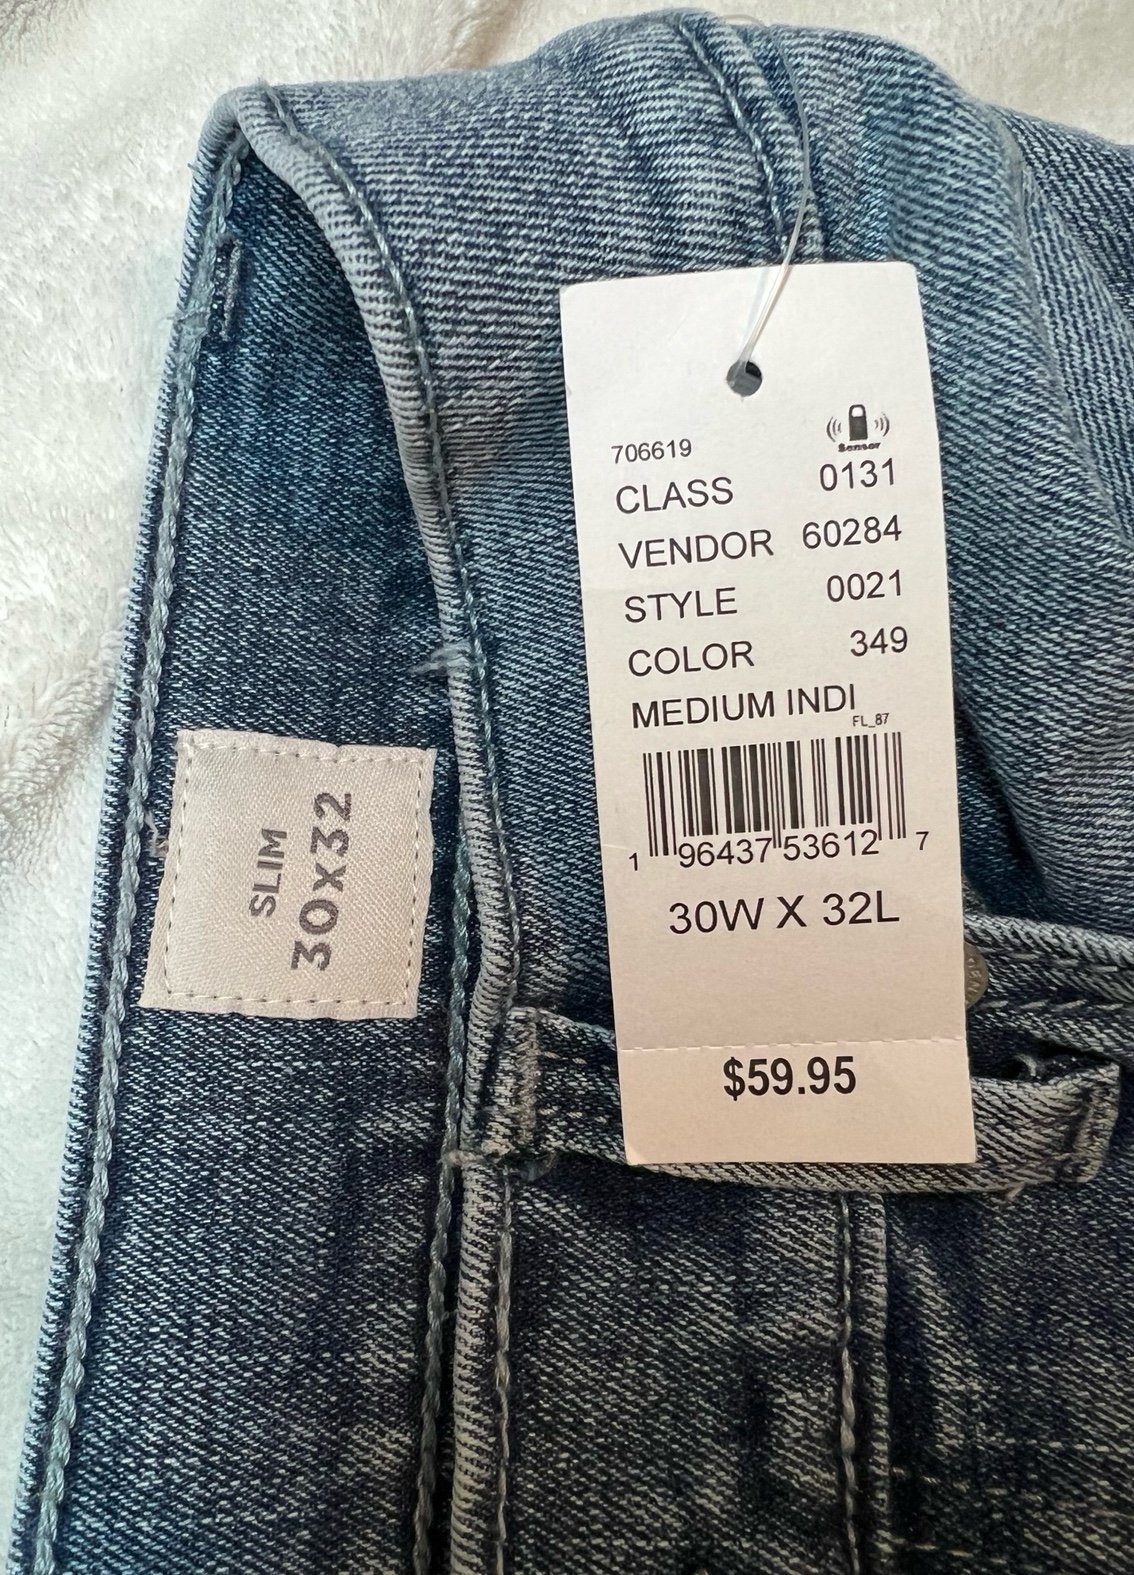 706619
Sensor
CLASS 0131
VENDOR 60284
STYLE 0021
COLOR 349
MEDIUM INDI
FL_87
1 96437 53612 7
30W X 32L
$59.95
SLIM
30X32